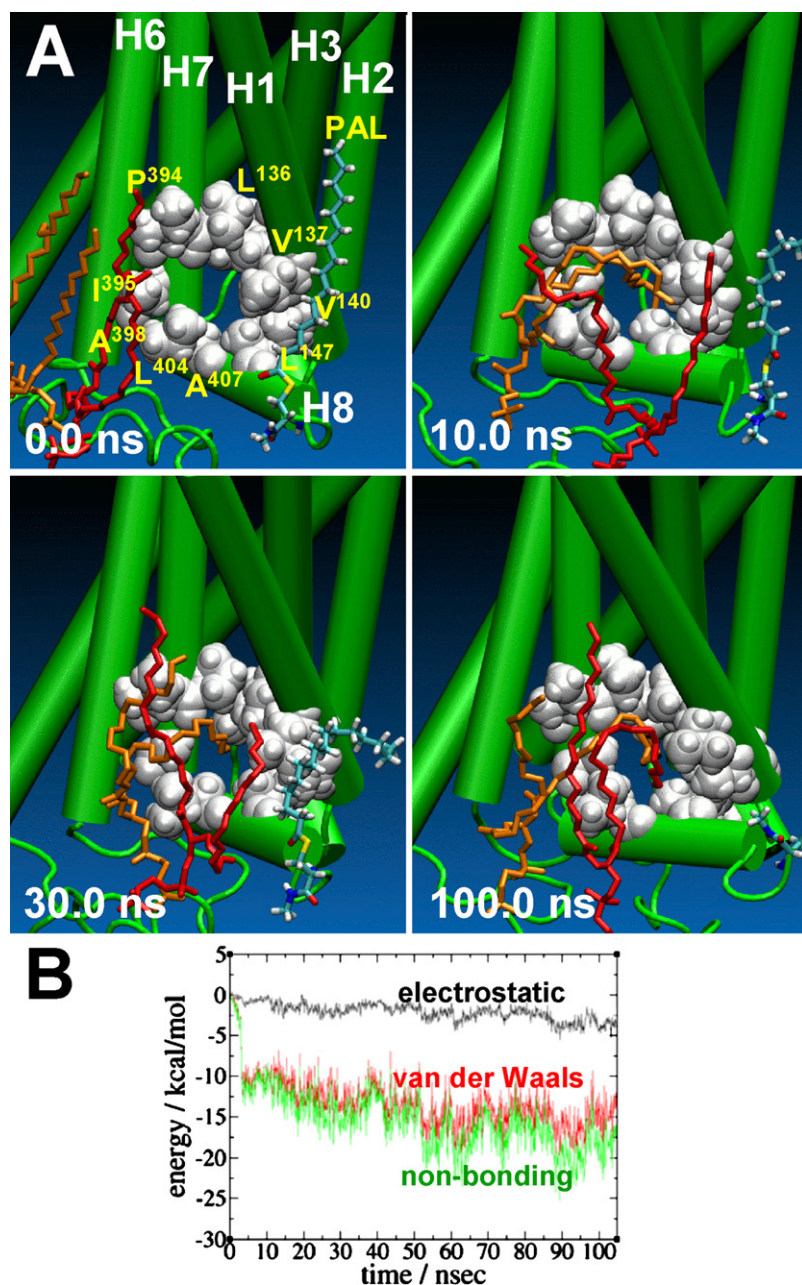 A
H6
H7
H1
H3
H2
PAL
P394
L136
V137
I395
V140
A398
L404
A407
L147
H8
0.0 ns
10.0 ns
30.0 ns
100.0 ns
B
5
0
-5
-10
-15
-20
-25
-30
energy / kcal/mol
electrostatic
van der Waals
non-bonding
0 10 20 30 40 50 60 70 80 90 100
time / nsec